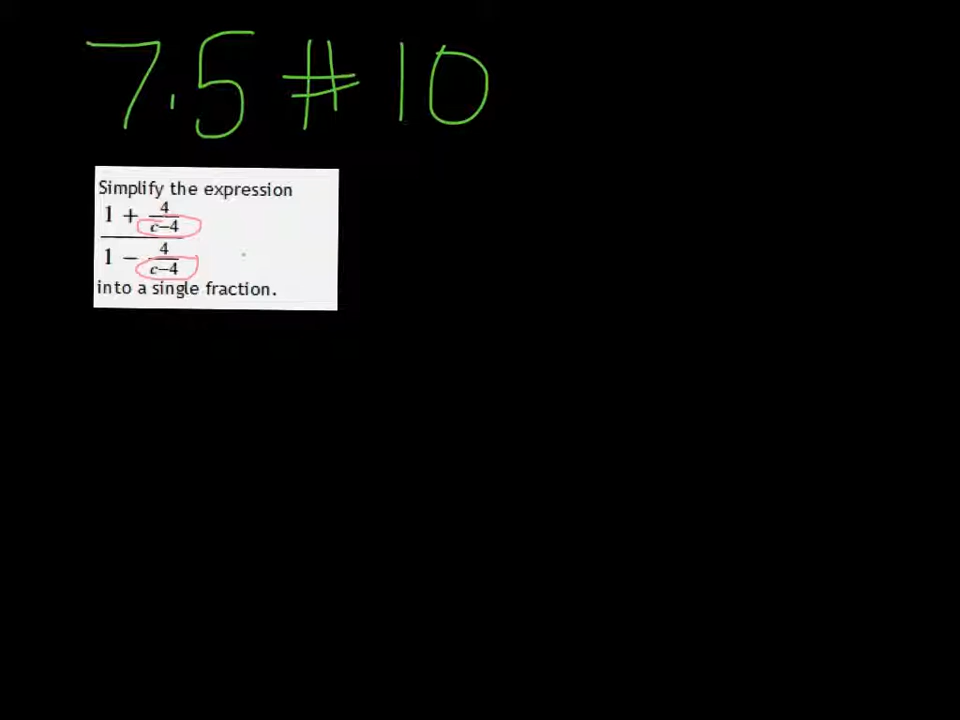 7.5 # 10
Simplify the expression
1 + 4/(c–4)
1 – 4/(c–4)
into a single fraction.